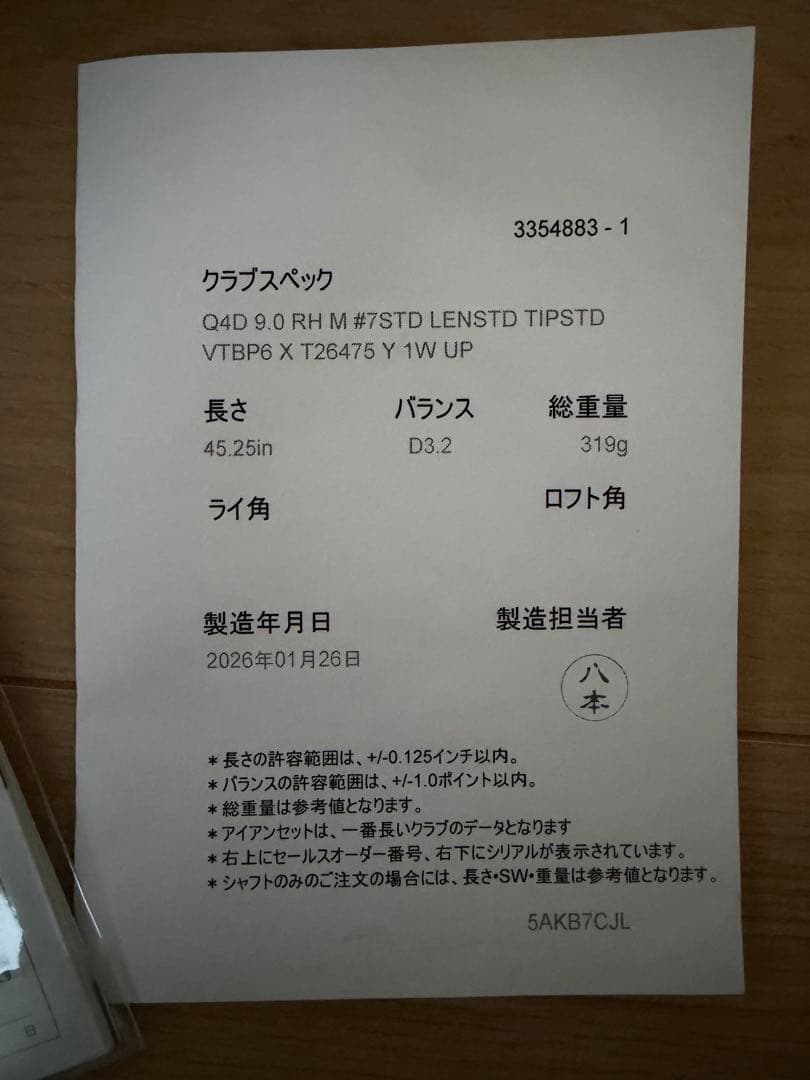 3354883 - 1
クラブスペック
Q4D 9.0 RH M #7STD LENSTD TIPSTD
VTBP6 X T26475 Y 1W UP
長さ バランス 総重量
45.25in D3.2 319g
ライ角 ロフト角
製造年月日 製造担当者
2026年01月26日
八本
*長さの許容範囲は、+/-0.125インチ以内。
*バランスの許容範囲は、+/-1.0ポイント以内。
*総重量は参考値となります。
*アイアンセットは、一番長いクラブのデータとなります
*右上にセールスオーダー番号、右下にシリアルが表示されています。
*シャフトのみのご注文の場合には、長さ・SW・重量は参考値となります。
5AKB7CJL
日